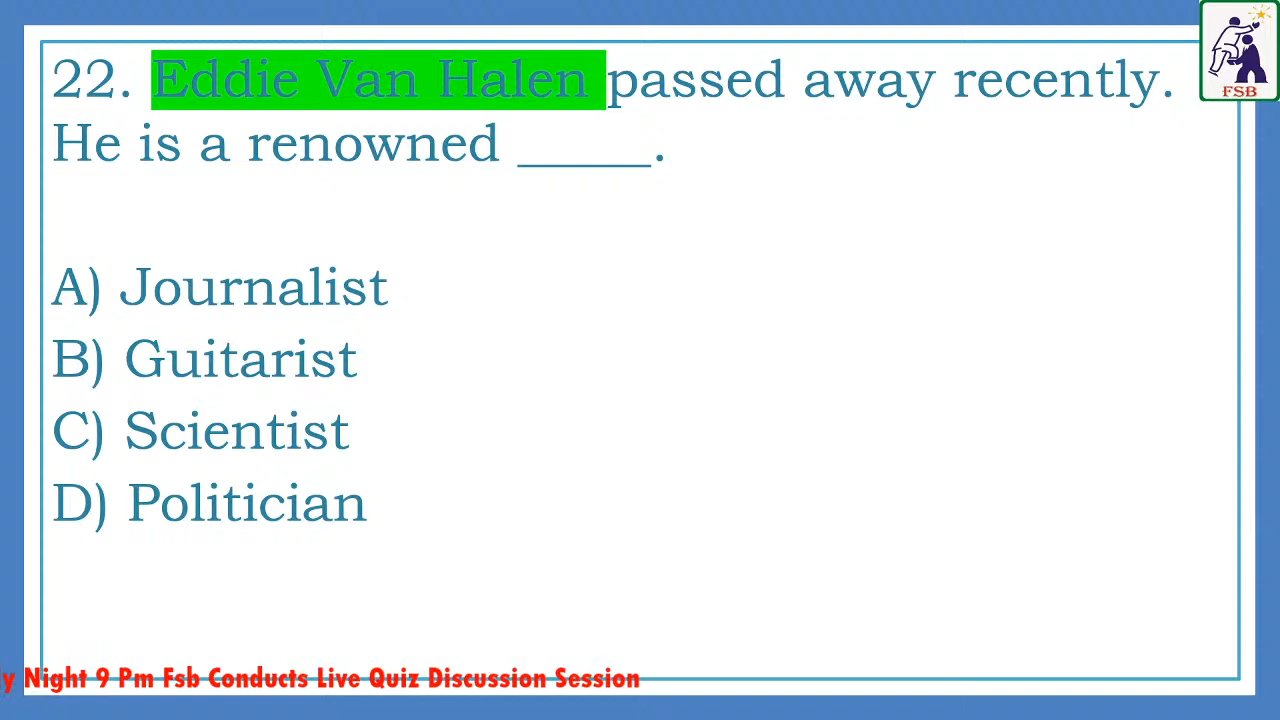 22. Eddie Van Halen passed away recently.
He is a renowned _____.
A) Journalist
B) Guitarist
C) Scientist
D) Politician
Night 9 Pm Fsb Conducts Live Quiz Discussion Session
FSB